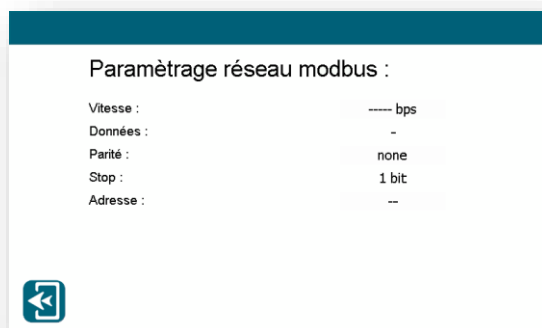 Paramètrage réseau modbus :
Vitesse : ----- bps
Données : -
Parité : none
Stop : 1 bit
Adresse : --